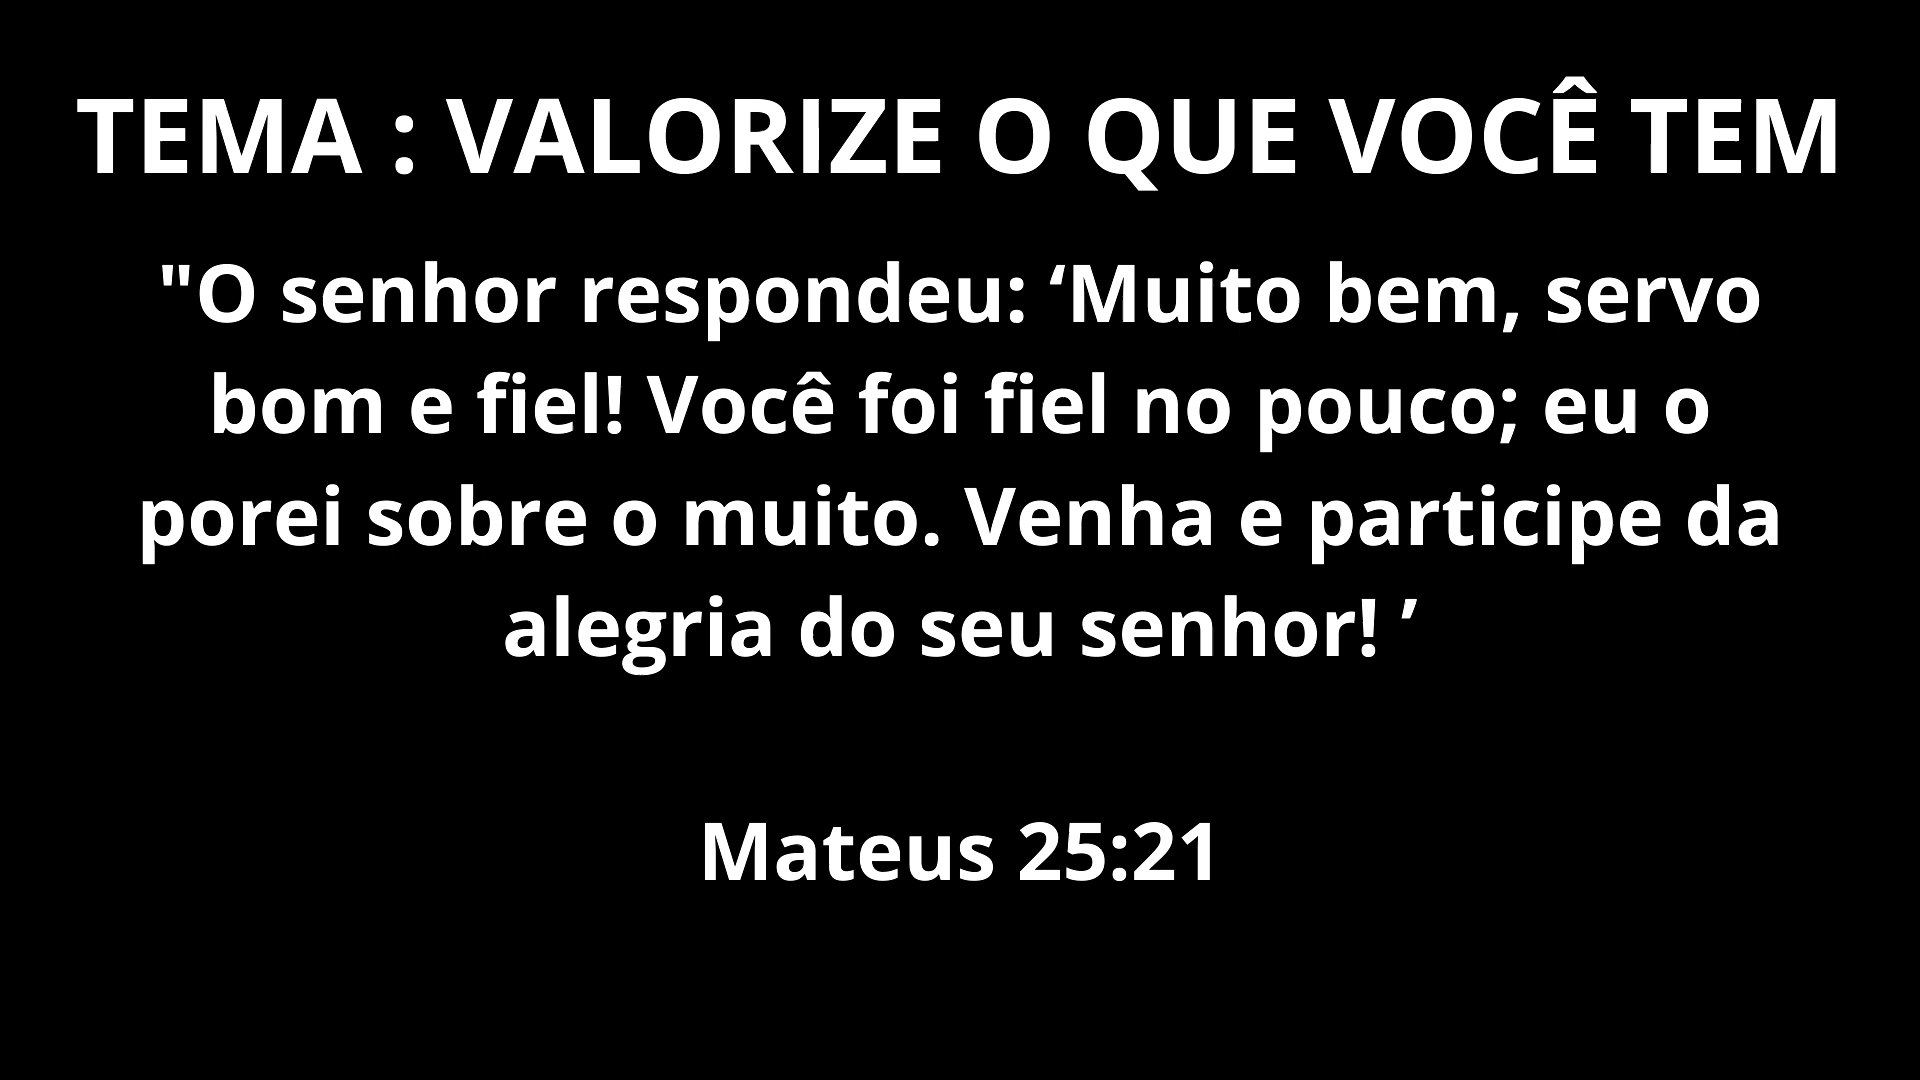 TEMA : VALORIZE O QUE VOCÊ TEM
"O senhor respondeu: ‘Muito bem, servo
bom e fiel! Você foi fiel no pouco; eu o
porei sobre o muito. Venha e participe da
alegria do seu senhor! ’
Mateus 25:21